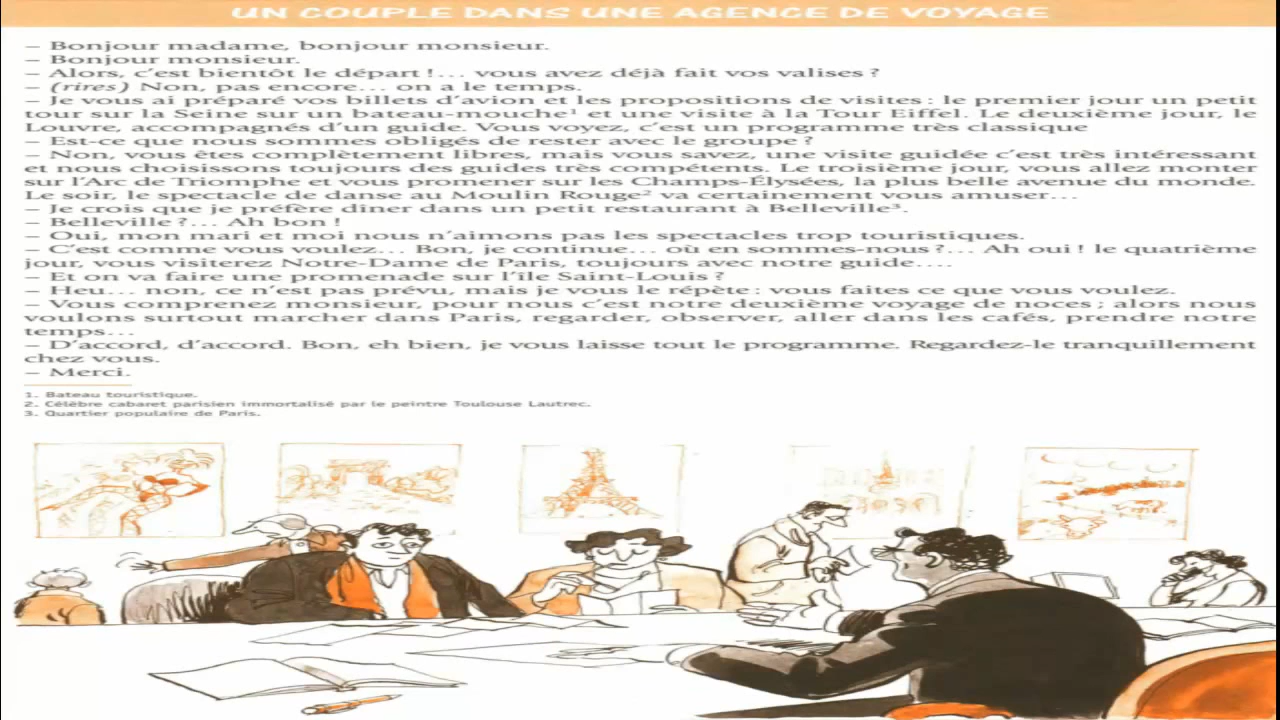 UN COUPLE DANS UNE AGENCE DE VOYAGE
– Bonjour madame, bonjour monsieur.
– Bonjour monsieur.
– Alors, c'est bientôt le départ !… vous avez déjà fait vos valises ?
– (rires) Non, pas encore… on a le temps.
– Je vous ai préparé vos billets d'avion et les propositions de visites : le premier jour un petit
tour sur la Seine sur un bateau-mouche¹ et une visite à la Tour Eiffel. Le deuxième jour, le
Louvre, accompagnés d'un guide. Vous voyez, c'est un programme très classique
– Est-ce que nous sommes obligés de rester avec le groupe ?
– Non, vous êtes complètement libres, mais vous savez, une visite guidée c'est très intéressant
et nous choisissons toujours des guides très compétents. Le troisième jour, vous allez monter
sur l'Arc de Triomphe et vous promener sur les Champs-Élysées, la plus belle avenue du monde.
Le soir, le spectacle de danse au Moulin Rouge² va certainement vous amuser…
– Je crois que je préfère dîner dans un petit restaurant à Belleville³.
– Belleville ?… Ah bon !
– Oui, mon mari et moi nous n'aimons pas les spectacles trop touristiques.
– C'est comme vous voulez… Bon, je continue… où en sommes-nous ?… Ah oui ! le quatrième
jour, vous visiterez Notre-Dame de Paris, toujours avec notre guide….
– Et on va faire une promenade sur l'île Saint-Louis ?
– Heu… non, ce n'est pas prévu, mais je vous le répète : vous faites ce que vous voulez.
– Vous comprenez monsieur, pour nous c'est notre deuxième voyage de noces ; alors nous
voulons surtout marcher dans Paris, regarder, observer, aller dans les cafés, prendre notre
temps…
– D'accord, d'accord. Bon, eh bien, je vous laisse tout le programme. Regardez-le tranquillement
chez vous.
– Merci.
1. Bateau touristique.
2. Célèbre cabaret parisien immortalisé par le peintre Toulouse Lautrec.
3. Quartier populaire de Paris.